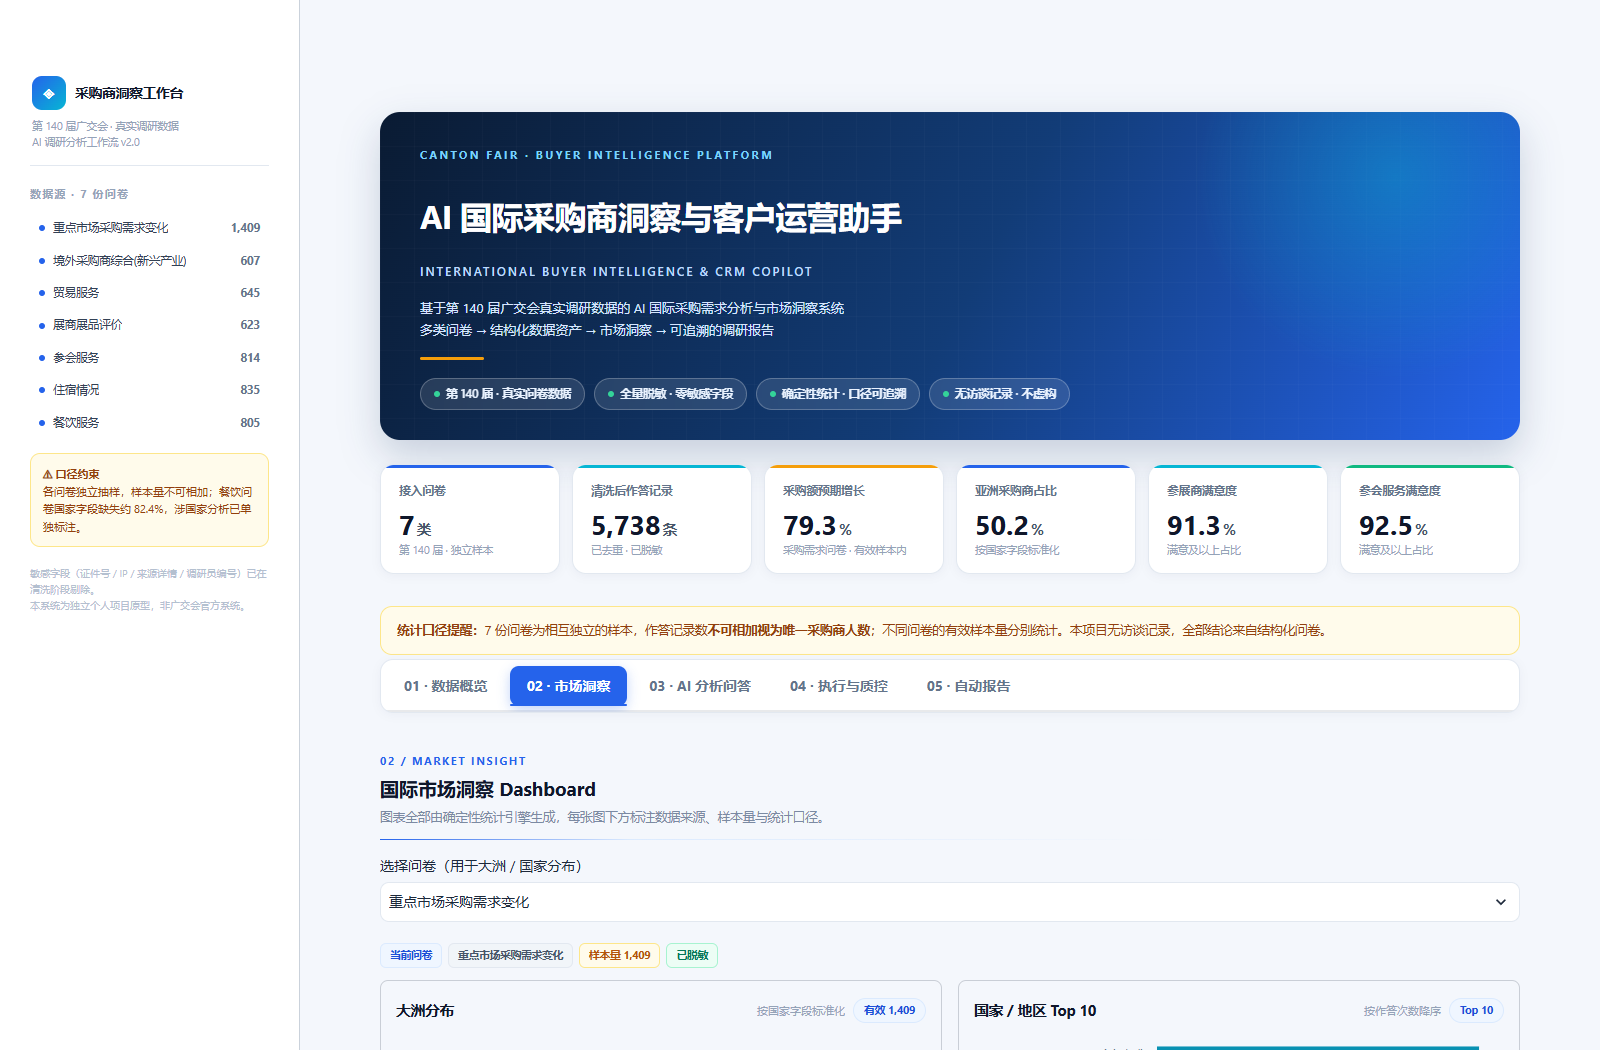 采购商洞察工作台
第 140 届广交会 · 真实调研数据
AI 调研分析工作流 v2.0
数据源 · 7 份问卷
重点市场采购需求变化 1,409
境外采购商综合(新兴产业) 607
贸易服务 645
展商展品评价 623
参会服务 814
住宿情况 835
餐饮服务 805
⚠ 口径约束
各问卷独立抽样，样本量不可相加；餐饮问
卷国家字段缺失约 82.4%，涉国家分析已单
独标注。
敏感字段（证件号 / IP / 来源详情 / 调研员编号）已在
清洗阶段剔除。
本系统为独立个人项目原型，非广交会官方系统。
CANTON FAIR · BUYER INTELLIGENCE PLATFORM
AI 国际采购商洞察与客户运营助手
INTERNATIONAL BUYER INTELLIGENCE & CRM COPILOT
基于第 140 届广交会真实调研数据的 AI 国际采购需求分析与市场洞察系统
多类问卷 → 结构化数据资产 → 市场洞察 → 可追溯的调研报告
第 140 届 · 真实问卷数据
全量脱敏 · 零敏感字段
确定性统计 · 口径可追溯
无访谈记录 · 不虚构
接入问卷
7 类
第 140 届 · 独立样本
清洗后作答记录
5,738 条
已去重 · 已脱敏
采购额预期增长
79.3 %
采购需求问卷 · 有效样本内
亚洲采购商占比
50.2 %
按国家字段标准化
参展商满意度
91.3 %
满意及以上占比
参会服务满意度
92.5 %
满意及以上占比
统计口径提醒：7 份问卷为相互独立的样本，作答记录数不可相加视为唯一采购商人数；不同问卷的有效样本量分别统计。本项目无访谈记录，全部结论来自结构化问卷。
01 · 数据概览
02 · 市场洞察
03 · AI 分析问答
04 · 执行与质控
05 · 自动报告
02 / MARKET INSIGHT
国际市场洞察 Dashboard
图表全部由确定性统计引擎生成，每张图下方标注数据来源、样本量与统计口径。
选择问卷（用于大洲 / 国家分布）
重点市场采购需求变化
当前问卷
重点市场采购需求变化
样本量 1,409
已脱敏
大洲分布 按国家字段标准化 有效 1,409
国家 / 地区 Top 10 按作答次数降序 Top 10